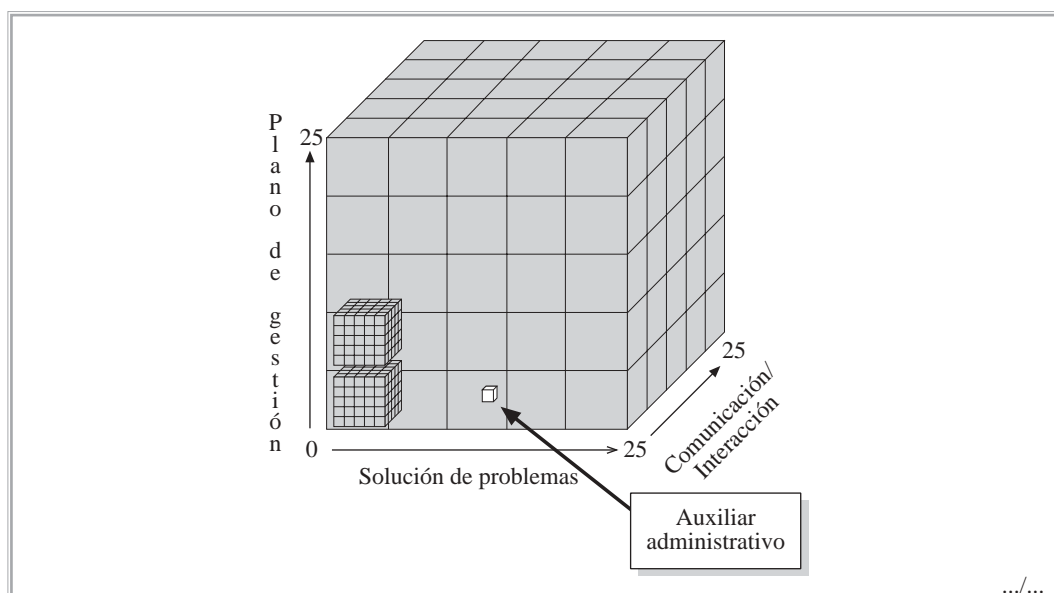 Plano de gestión
25
0
25
Solución de problemas
25
Comunicación/
Interacción
Auxiliar
administrativo
.../...